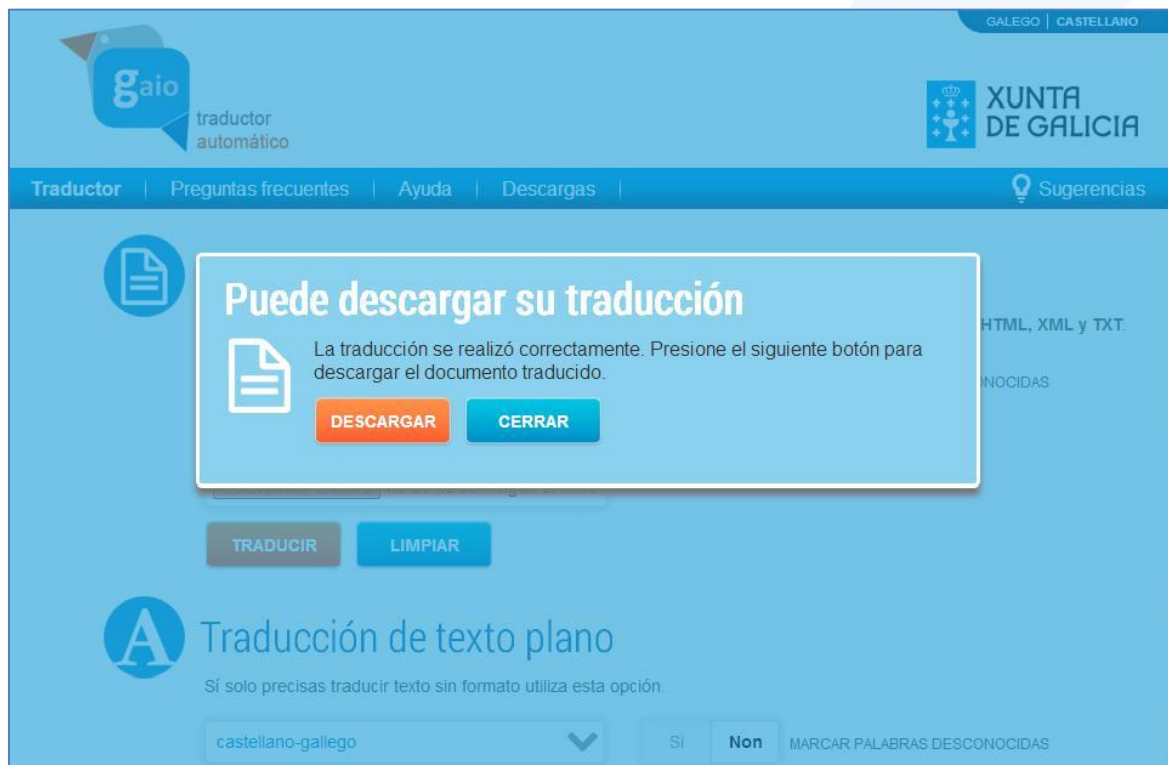 GALEGO | CASTELLANO
gaio
traductor
automático
XUNTA
DE GALICIA
Traductor | Preguntas frecuentes | Ayuda | Descargas |
Sugerencias
Puede descargar su traducción
HTML, XML y TXT.
La traducción se realizó correctamente. Presione el siguiente botón para
descargar el documento traducido.
DESCARGAR CERRAR
TRADUCIR LIMPIAR
A
Traducción de texto plano
Sí solo precisas traducir texto sin formato utiliza esta opción.
castellano-gallego
Si Non MARCAR PALABRAS DESCONOCIDAS